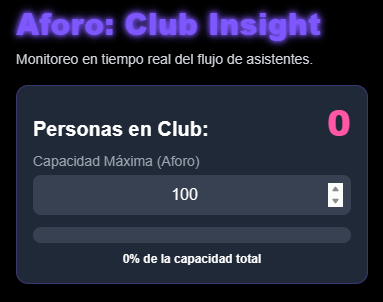 Aforo: Club Insight
Monitoreo en tiempo real del flujo de asistentes.
Personas en Club: 0
Capacidad Máxima (Aforo)
100
0% de la capacidad total